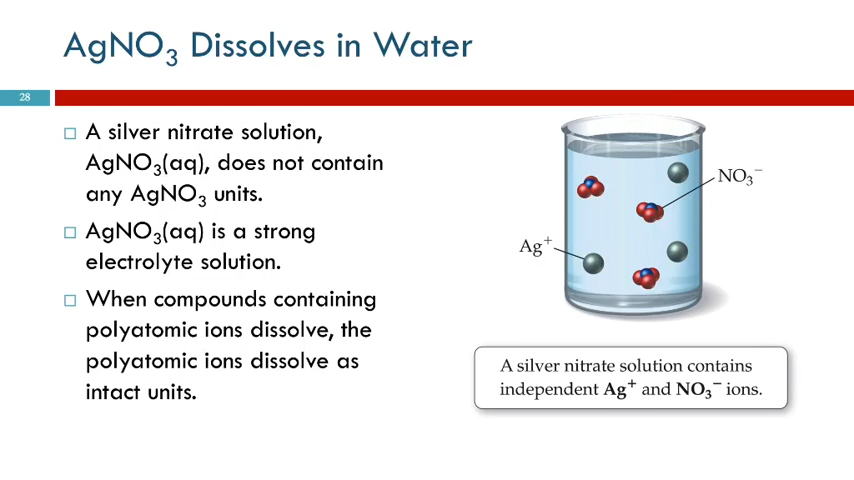 AgNO₃ Dissolves in Water
28
□ A silver nitrate solution,
AgNO₃(aq), does not contain
any AgNO₃ units.
□ AgNO₃(aq) is a strong
electrolyte solution.
□ When compounds containing
polyatomic ions dissolve, the
polyatomic ions dissolve as
intact units.
NO₃⁻
Ag⁺
A silver nitrate solution contains
independent Ag⁺ and NO₃⁻ ions.